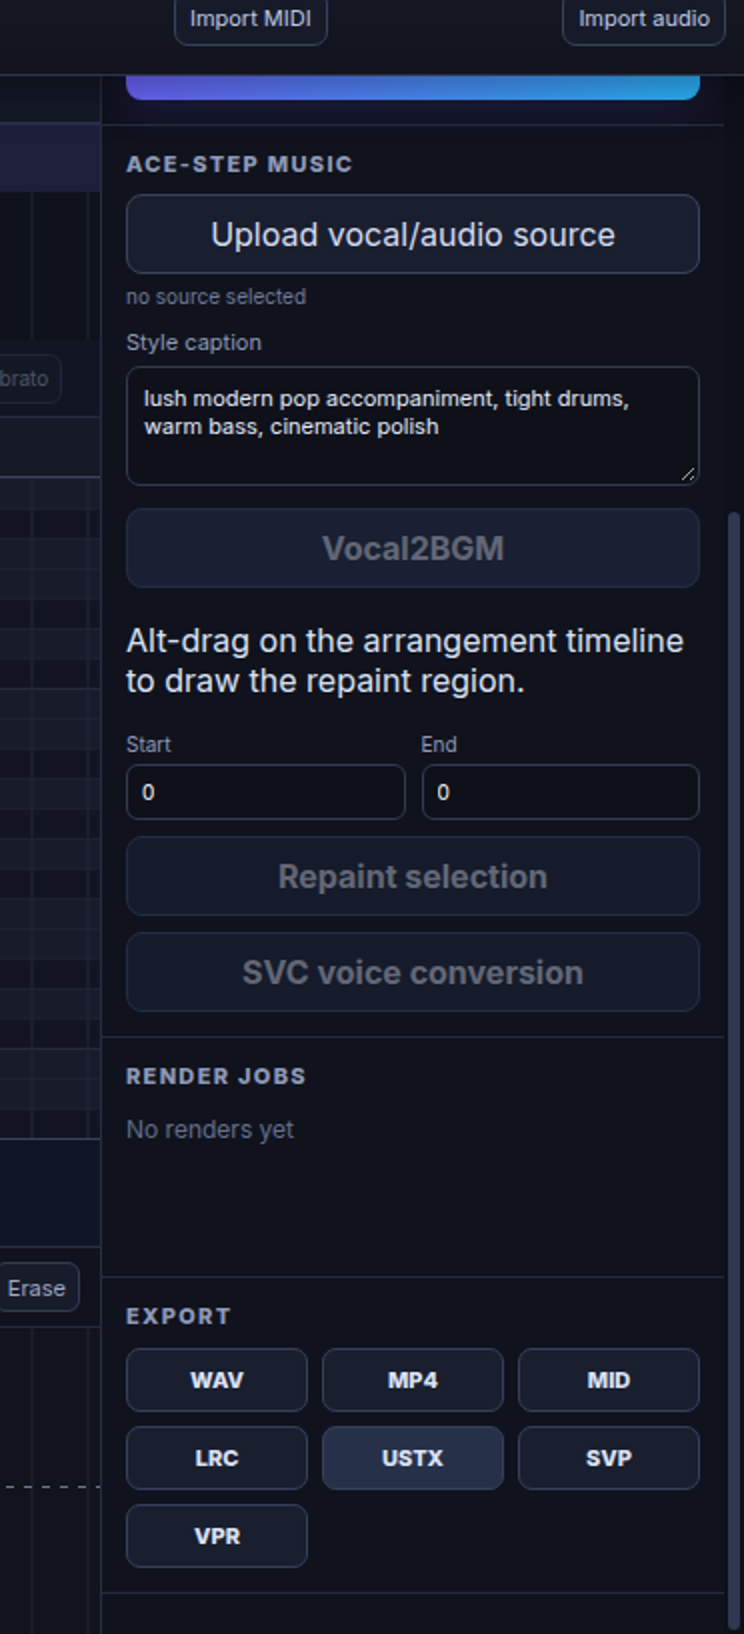 Import MIDI
Import audio
ACE-STEP MUSIC
Upload vocal/audio source
no source selected
Style caption
brato
lush modern pop accompaniment, tight drums,
warm bass, cinematic polish
Vocal2BGM
Alt-drag on the arrangement timeline
to draw the repaint region.
Start
End
0
0
Repaint selection
SVC voice conversion
RENDER JOBS
No renders yet
Erase
EXPORT
WAV
MP4
MID
LRC
USTX
SVP
VPR